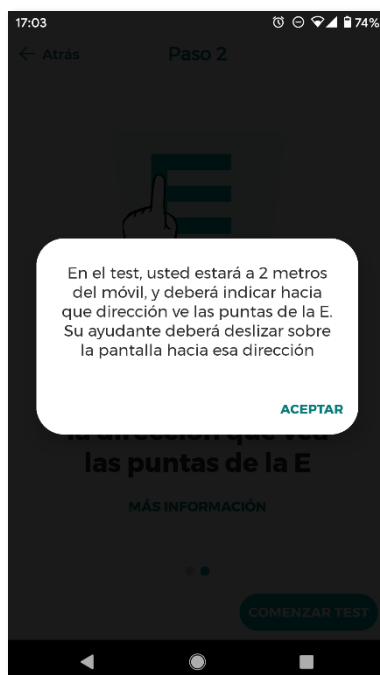 17:03
74%
← Atrás
Paso 2
En el test, usted estará a 2 metros
del móvil, y deberá indicar hacia
que dirección ve las puntas de la E.
Su ayudante deberá deslizar sobre
la pantalla hacia esa dirección
ACEPTAR
la dirección que vea
las puntas de la E
MÁS INFORMACIÓN
COMENZAR TEST